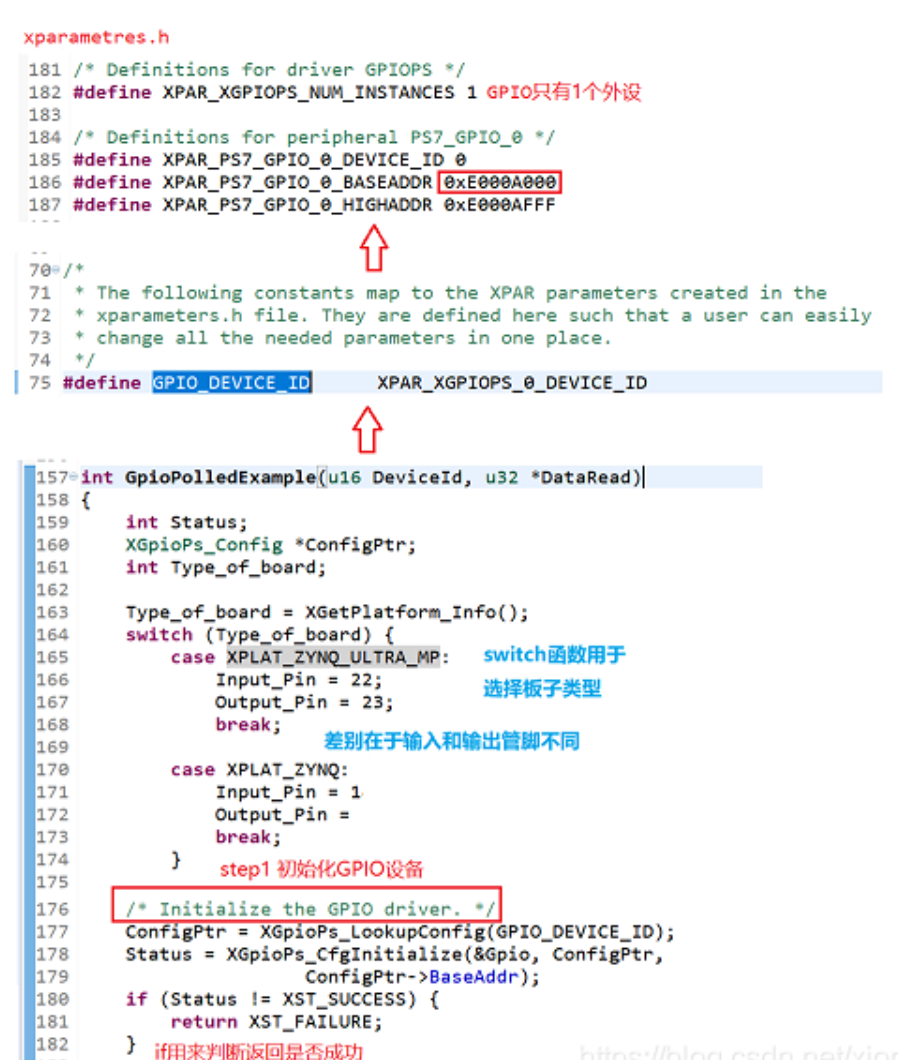 xparametres.h
181 /* Definitions for driver GPIOPS */
182 #define XPAR_XGPIOPS_NUM_INSTANCES 1 GPIO只有1个外设
183
184 /* Definitions for peripheral PS7_GPIO_0 */
185 #define XPAR_PS7_GPIO_0_DEVICE_ID 0
186 #define XPAR_PS7_GPIO_0_BASEADDR 0xE000A000
187 #define XPAR_PS7_GPIO_0_HIGHADDR 0xE000AFFF
70 /*
71 * The following constants map to the XPAR parameters created in the
72 * xparameters.h file. They are defined here such that a user can easily
73 * change all the needed parameters in one place.
74 */
75 #define GPIO_DEVICE_ID XPAR_XGPIOPS_0_DEVICE_ID
157 int GpioPolledExample(u16 DeviceId, u32 *DataRead)
158 {
159 int Status;
160 XGpioPs_Config *ConfigPtr;
161 int Type_of_board;
162
163 Type_of_board = XGetPlatform_Info();
164 switch (Type_of_board) {
165 case XPLAT_ZYNQ_ULTRA_MP: switch函数用于
166 Input_Pin = 22; 选择板子类型
167 Output_Pin = 23;
168 break;
差别在于输入和输出管脚不同
169
170 case XPLAT_ZYNQ:
171 Input_Pin = 1
172 Output_Pin =
173 break;
174 }
step1 初始化GPIO设备
175
176 /* Initialize the GPIO driver. */
177 ConfigPtr = XGpioPs_LookupConfig(GPIO_DEVICE_ID);
178 Status = XGpioPs_CfgInitialize(&Gpio, ConfigPtr,
179 ConfigPtr->BaseAddr);
180 if (Status != XST_SUCCESS) {
181 return XST_FAILURE;
182 }
if用来判断返回是否成功